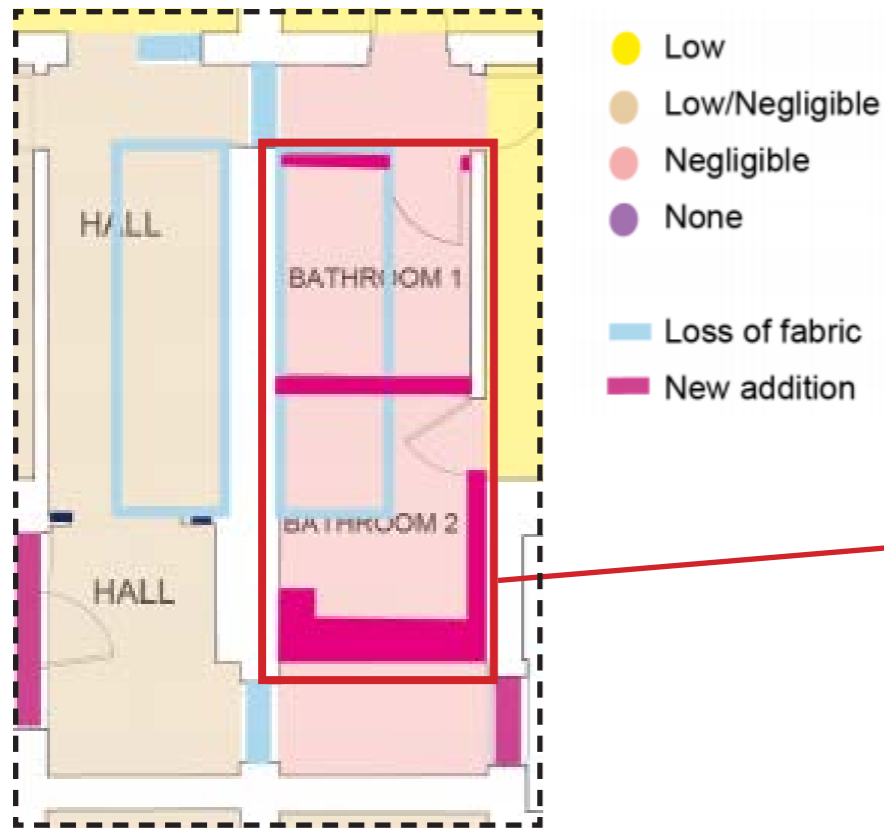 HALL
BATHROOM 1
BATHROOM 2
HALL
Low
Low/Negligible
Negligible
None
Loss of fabric
New addition